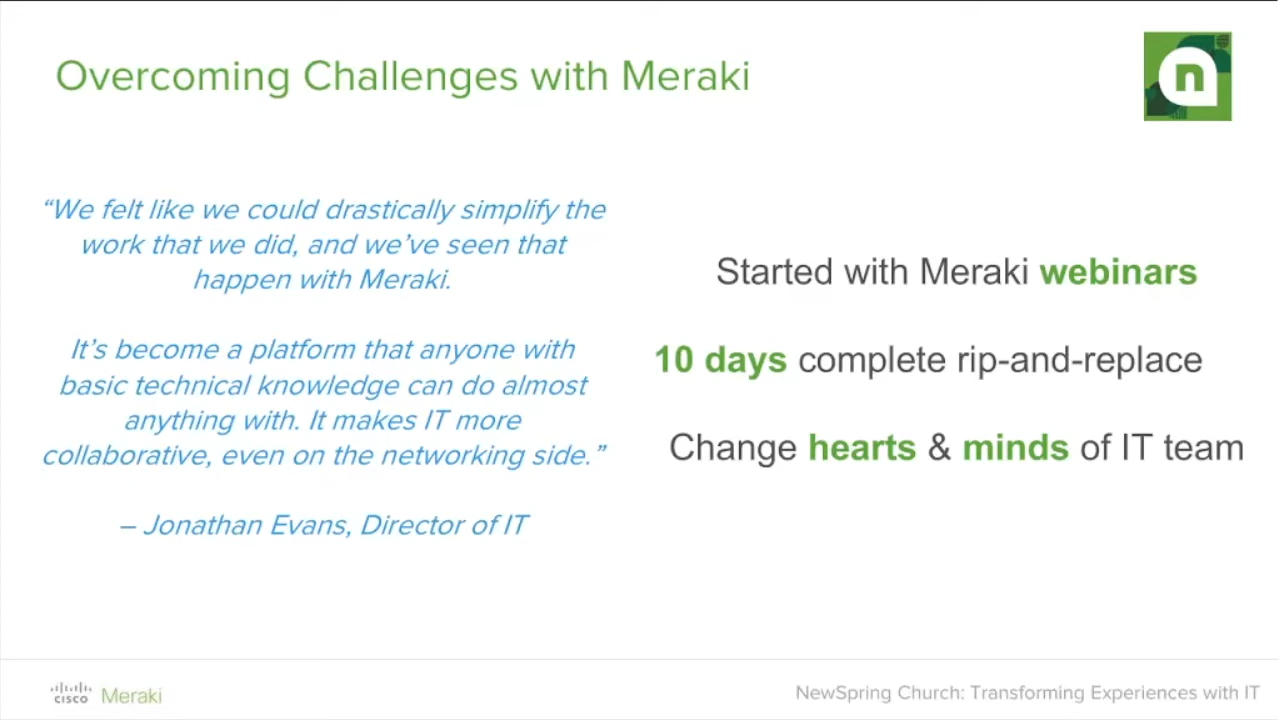 Overcoming Challenges with Meraki
n
“We felt like we could drastically simplify the
work that we did, and we’ve seen that
happen with Meraki.
It’s become a platform that anyone with
basic technical knowledge can do almost
anything with. It makes IT more
collaborative, even on the networking side.”
– Jonathan Evans, Director of IT
Started with Meraki webinars
10 days complete rip-and-replace
Change hearts & minds of IT team
CISCO Meraki
NewSpring Church: Transforming Experiences with IT